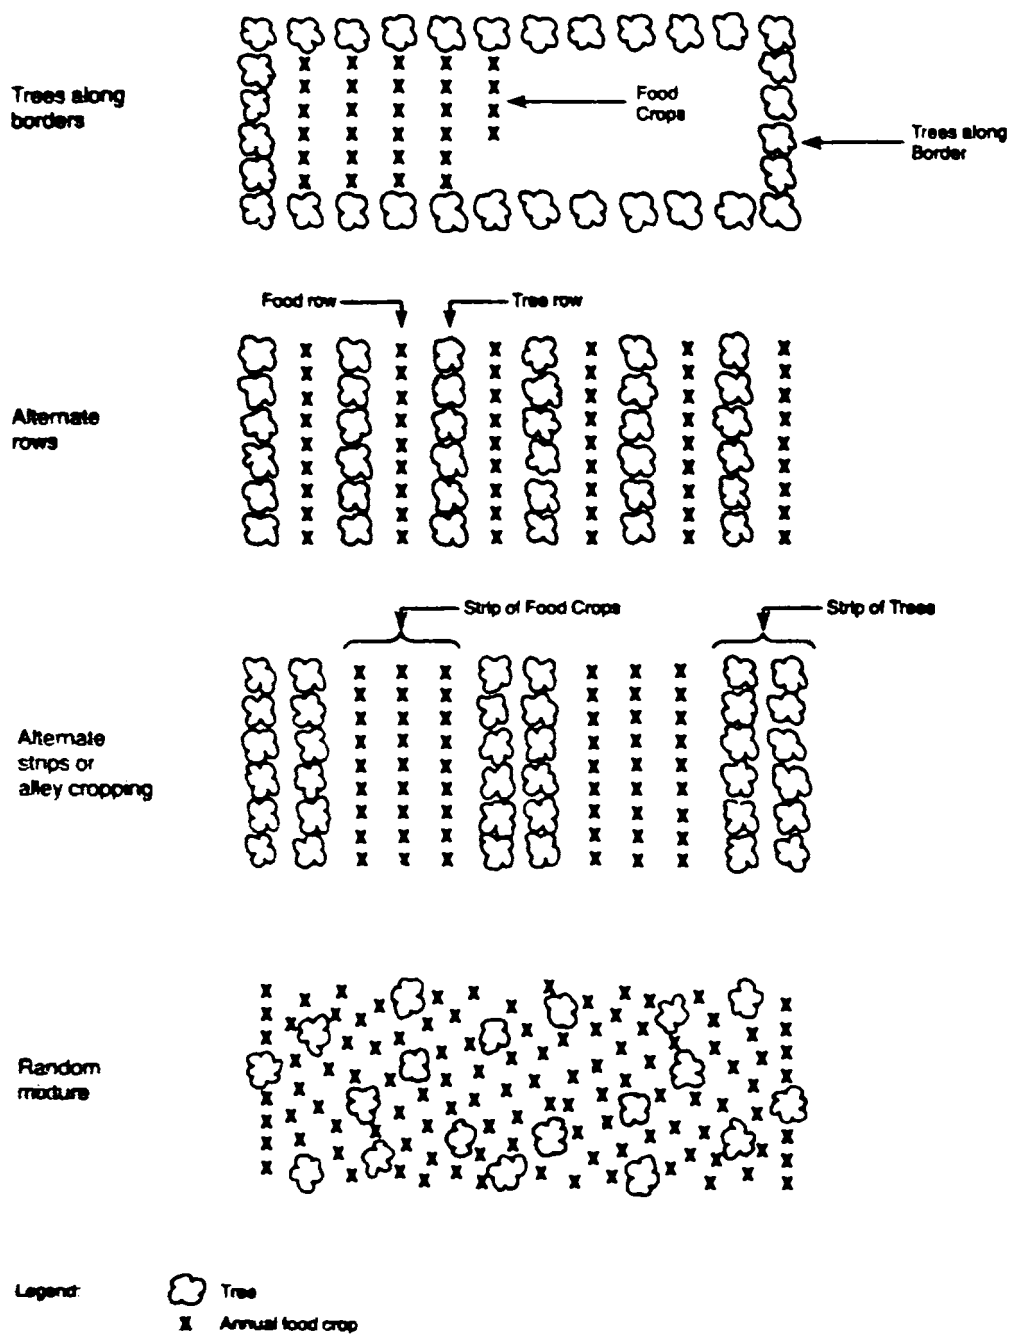 Trees along
borders
Food
Crops
Trees along
Border
Food row
Tree row
Alternate
rows
Strip of Food Crops
Strip of Trees
Alternate
strips or
alley cropping
Random
mixture
Legend:
Tree
X Annual food crop